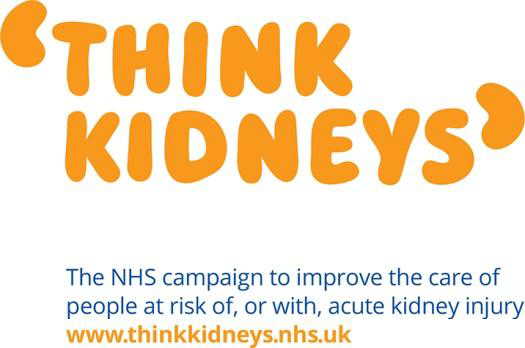 THINK
KIDNEYS
The NHS campaign to improve the care of
people at risk of, or with, acute kidney injury
www.thinkkidneys.nhs.uk